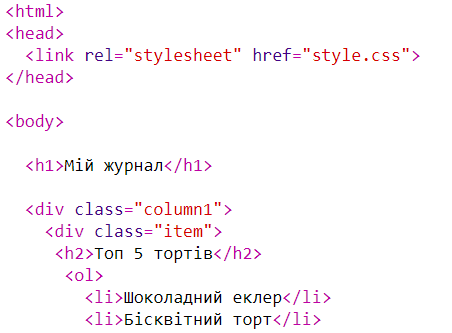 <html>
<head>
<link rel="stylesheet" href="style.css">
</head>
<body>
<h1>Мій журнал</h1>
<div class="column1">
<div class="item">
<h2>Топ 5 тортів</h2>
<ol>
<li>Шоколадний еклер</li>
<li>Бісквітний торт</li>